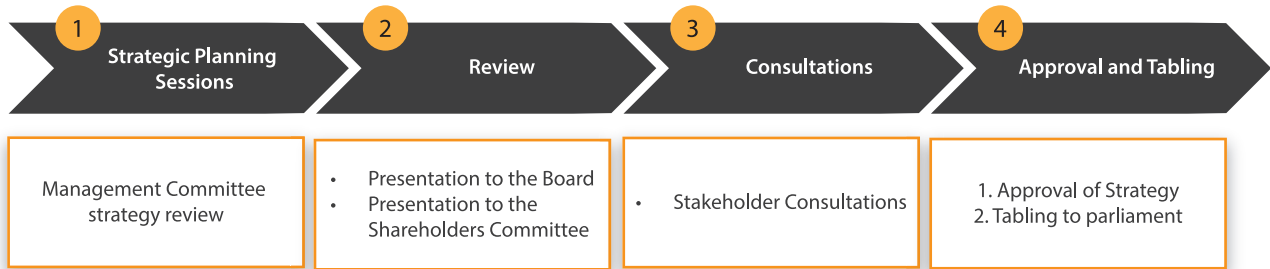 1
Strategic Planning
Sessions
2
Review
3
Consultations
4
Approval and Tabling
Management Committee
strategy review
• Presentation to the Board
• Presentation to the
Shareholders Committee
• Stakeholder Consultations
1. Approval of Strategy
2. Tabling to parliament